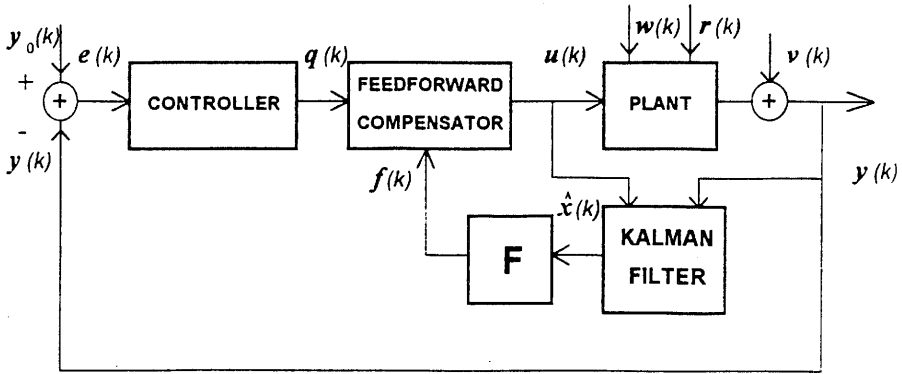 y₀(k)
e(k)
+
+
-
y(k)
CONTROLLER
q(k)
FEEDFORWARD
COMPENSATOR
f(k)
u(k)
w(k)
r(k)
PLANT
+
v(k)
y(k)
x̂(k)
KALMAN
FILTER
F